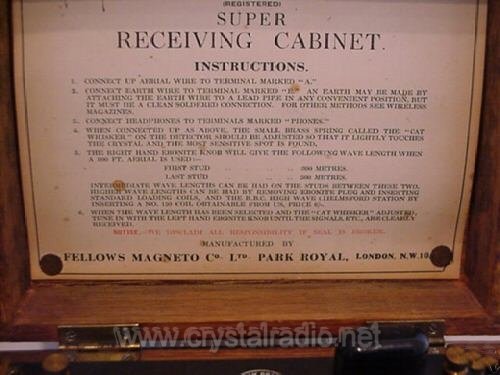 (REGISTERED)
SUPER
RECEIVING CABINET.
INSTRUCTIONS.
1. CONNECT UP AERIAL WIRE TO TERMINAL MARKED "A."
2. CONNECT EARTH WIRE TO TERMINAL MARKED "E." AN EARTH MAY BE MADE BY
ATTACHING THE EARTH WIRE TO A LEAD PIPE IN ANY CONVENIENT POSITION, BUT
IT MUST BE A CLEAN SOLDERED CONNECTION. FOR OTHER METHODS SEE WIRELESS
MAGAZINES.
3. CONNECT HEADPHONES TO TERMINALS MARKED "PHONES."
4. WHEN CONNECTED UP AS ABOVE, THE SMALL BRASS SPRING CALLED THE "CAT
WHISKER" ON THE DETECTOR SHOULD BE ADJUSTED SO THAT IT LIGHTLY TOUCHES
THE CRYSTAL AND THE MOST SENSITIVE SPOT IS FOUND.
5. THE RIGHT HAND EBONITE KNOB WILL GIVE THE FOLLOWING WAVE LENGTH WHEN
A 100 FT. AERIAL IS USED:—
FIRST STUD .. .. .. 300 METRES.
LAST STUD .. .. .. 500 METRES.
INTERMEDIATE WAVE LENGTHS CAN BE HAD ON THE STUDS BETWEEN THESE TWO.
HIGHER WAVE LENGTHS CAN BE HAD BY REMOVING EBONITE PLUG AND INSERTING
STANDARD LOADING COILS, AND THE B.B.C. HIGH WAVE CHELMSFORD STATION BY
INSERTING A NO. 150 COIL OBTAINABLE FROM US, PRICE
6. WHEN THE WAVE LENGTH HAS BEEN SELECTED AND THE "CAT WHISKER" ADJUSTED,
TUNE IN WITH THE LEFT HAND EBONITE KNOB UNTIL THE SIGNALS, ETC., ARE CLEARLY
RECEIVED.
NOTICE.—WE DISCLAIM ALL RESPONSIBILITY IF SEAL IS BROKEN.
MANUFACTURED BY
FELLOWS MAGNETO CO. LTD. PARK ROYAL, LONDON, N.W.10
www.crystalradio.net